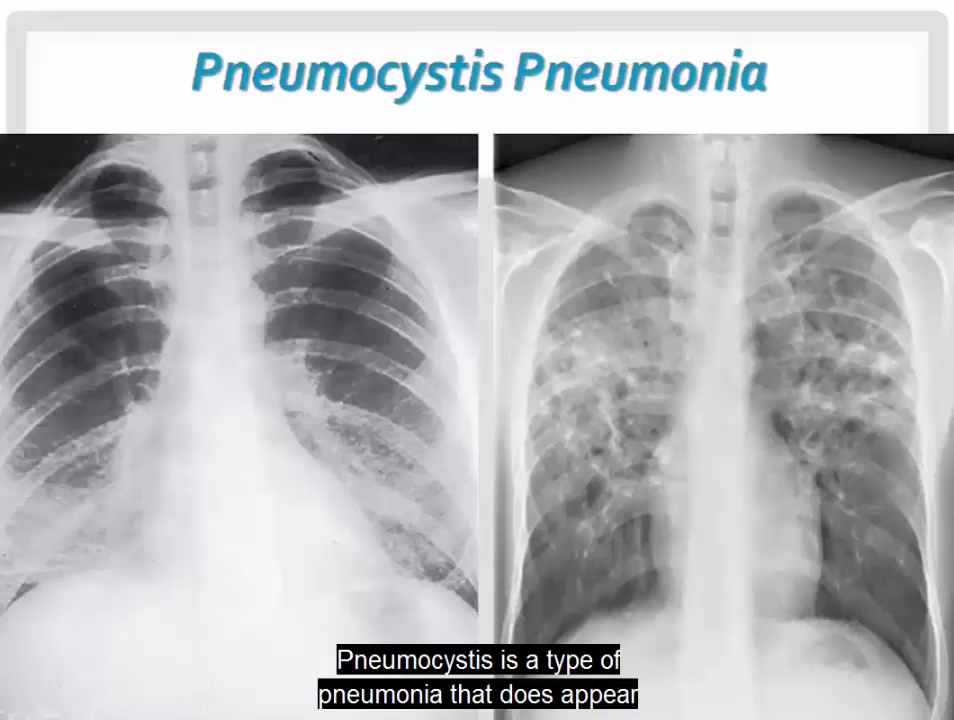 Pneumocystis Pneumonia
Pneumocystis is a type of
pneumonia that does appear